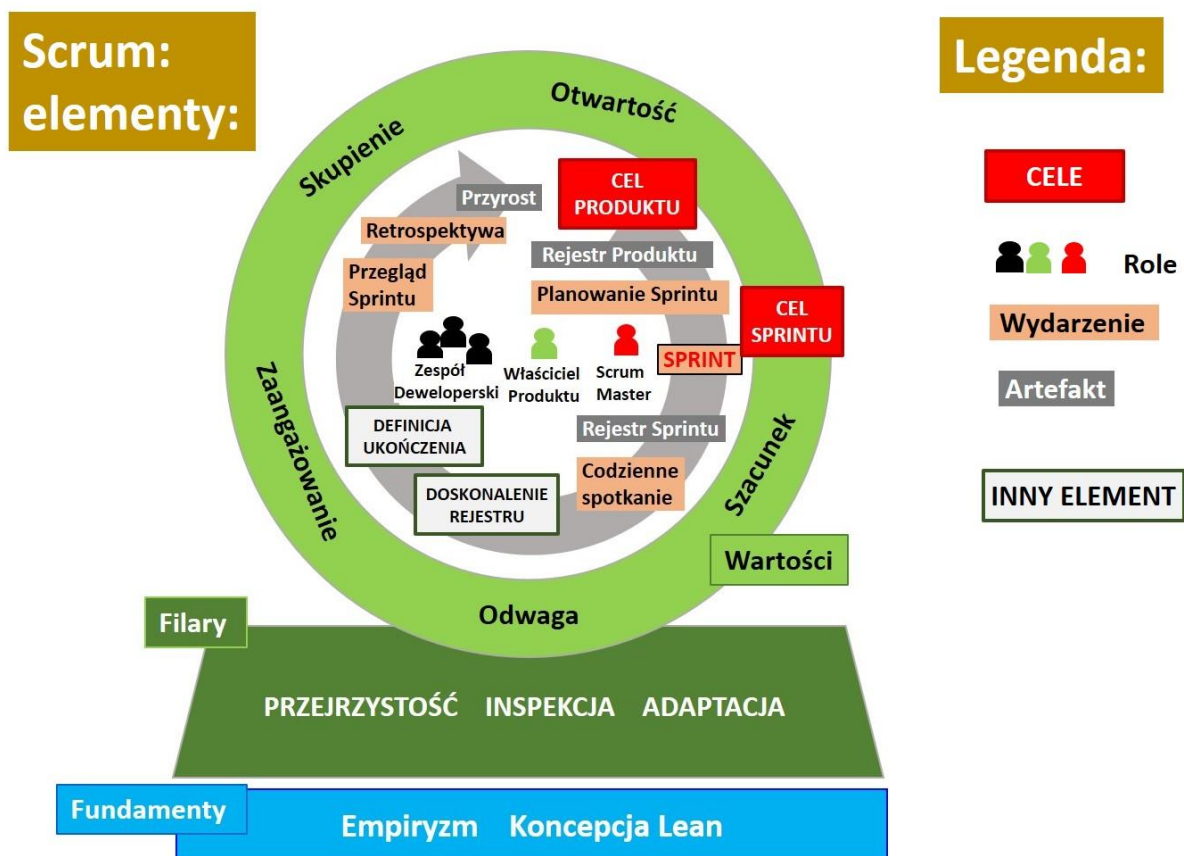 Scrum:
elementy:
Legenda:
Otwartość
Skupienie
CEL
PRODUKTU
Przyrost
Retrospektywa
Rejestr Produktu
Przegląd
Sprintu
Planowanie Sprintu
CEL
SPRINTU
SPRINT
Zespół
Deweloperski
Właściciel
Produktu
Scrum
Master
DEFINICJA
UKOŃCZENIA
Rejestr Sprintu
Codzienne
spotkanie
DOSKONALENIE
REJESTRU
Zaangażowanie
Szacunek
Wartości
Odwaga
Filary
PRZEJRZYSTOŚĆ INSPEKCJA ADAPTACJA
Fundamenty
Empiryzm Koncepcja Lean
CELE
Role
Wydarzenie
Artefakt
INNY ELEMENT